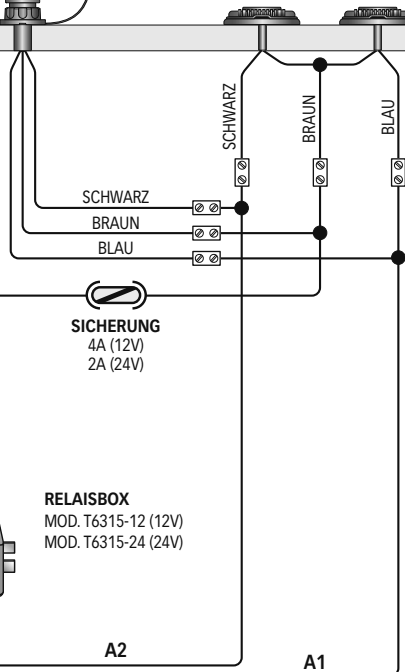 SCHWARZ
BRAUN
BLAU
SCHWARZ
BRAUN
BLAU
SICHERUNG
4A (12V)
2A (24V)
RELAISBOX
MOD. T6315-12 (12V)
MOD. T6315-24 (24V)
A2
A1